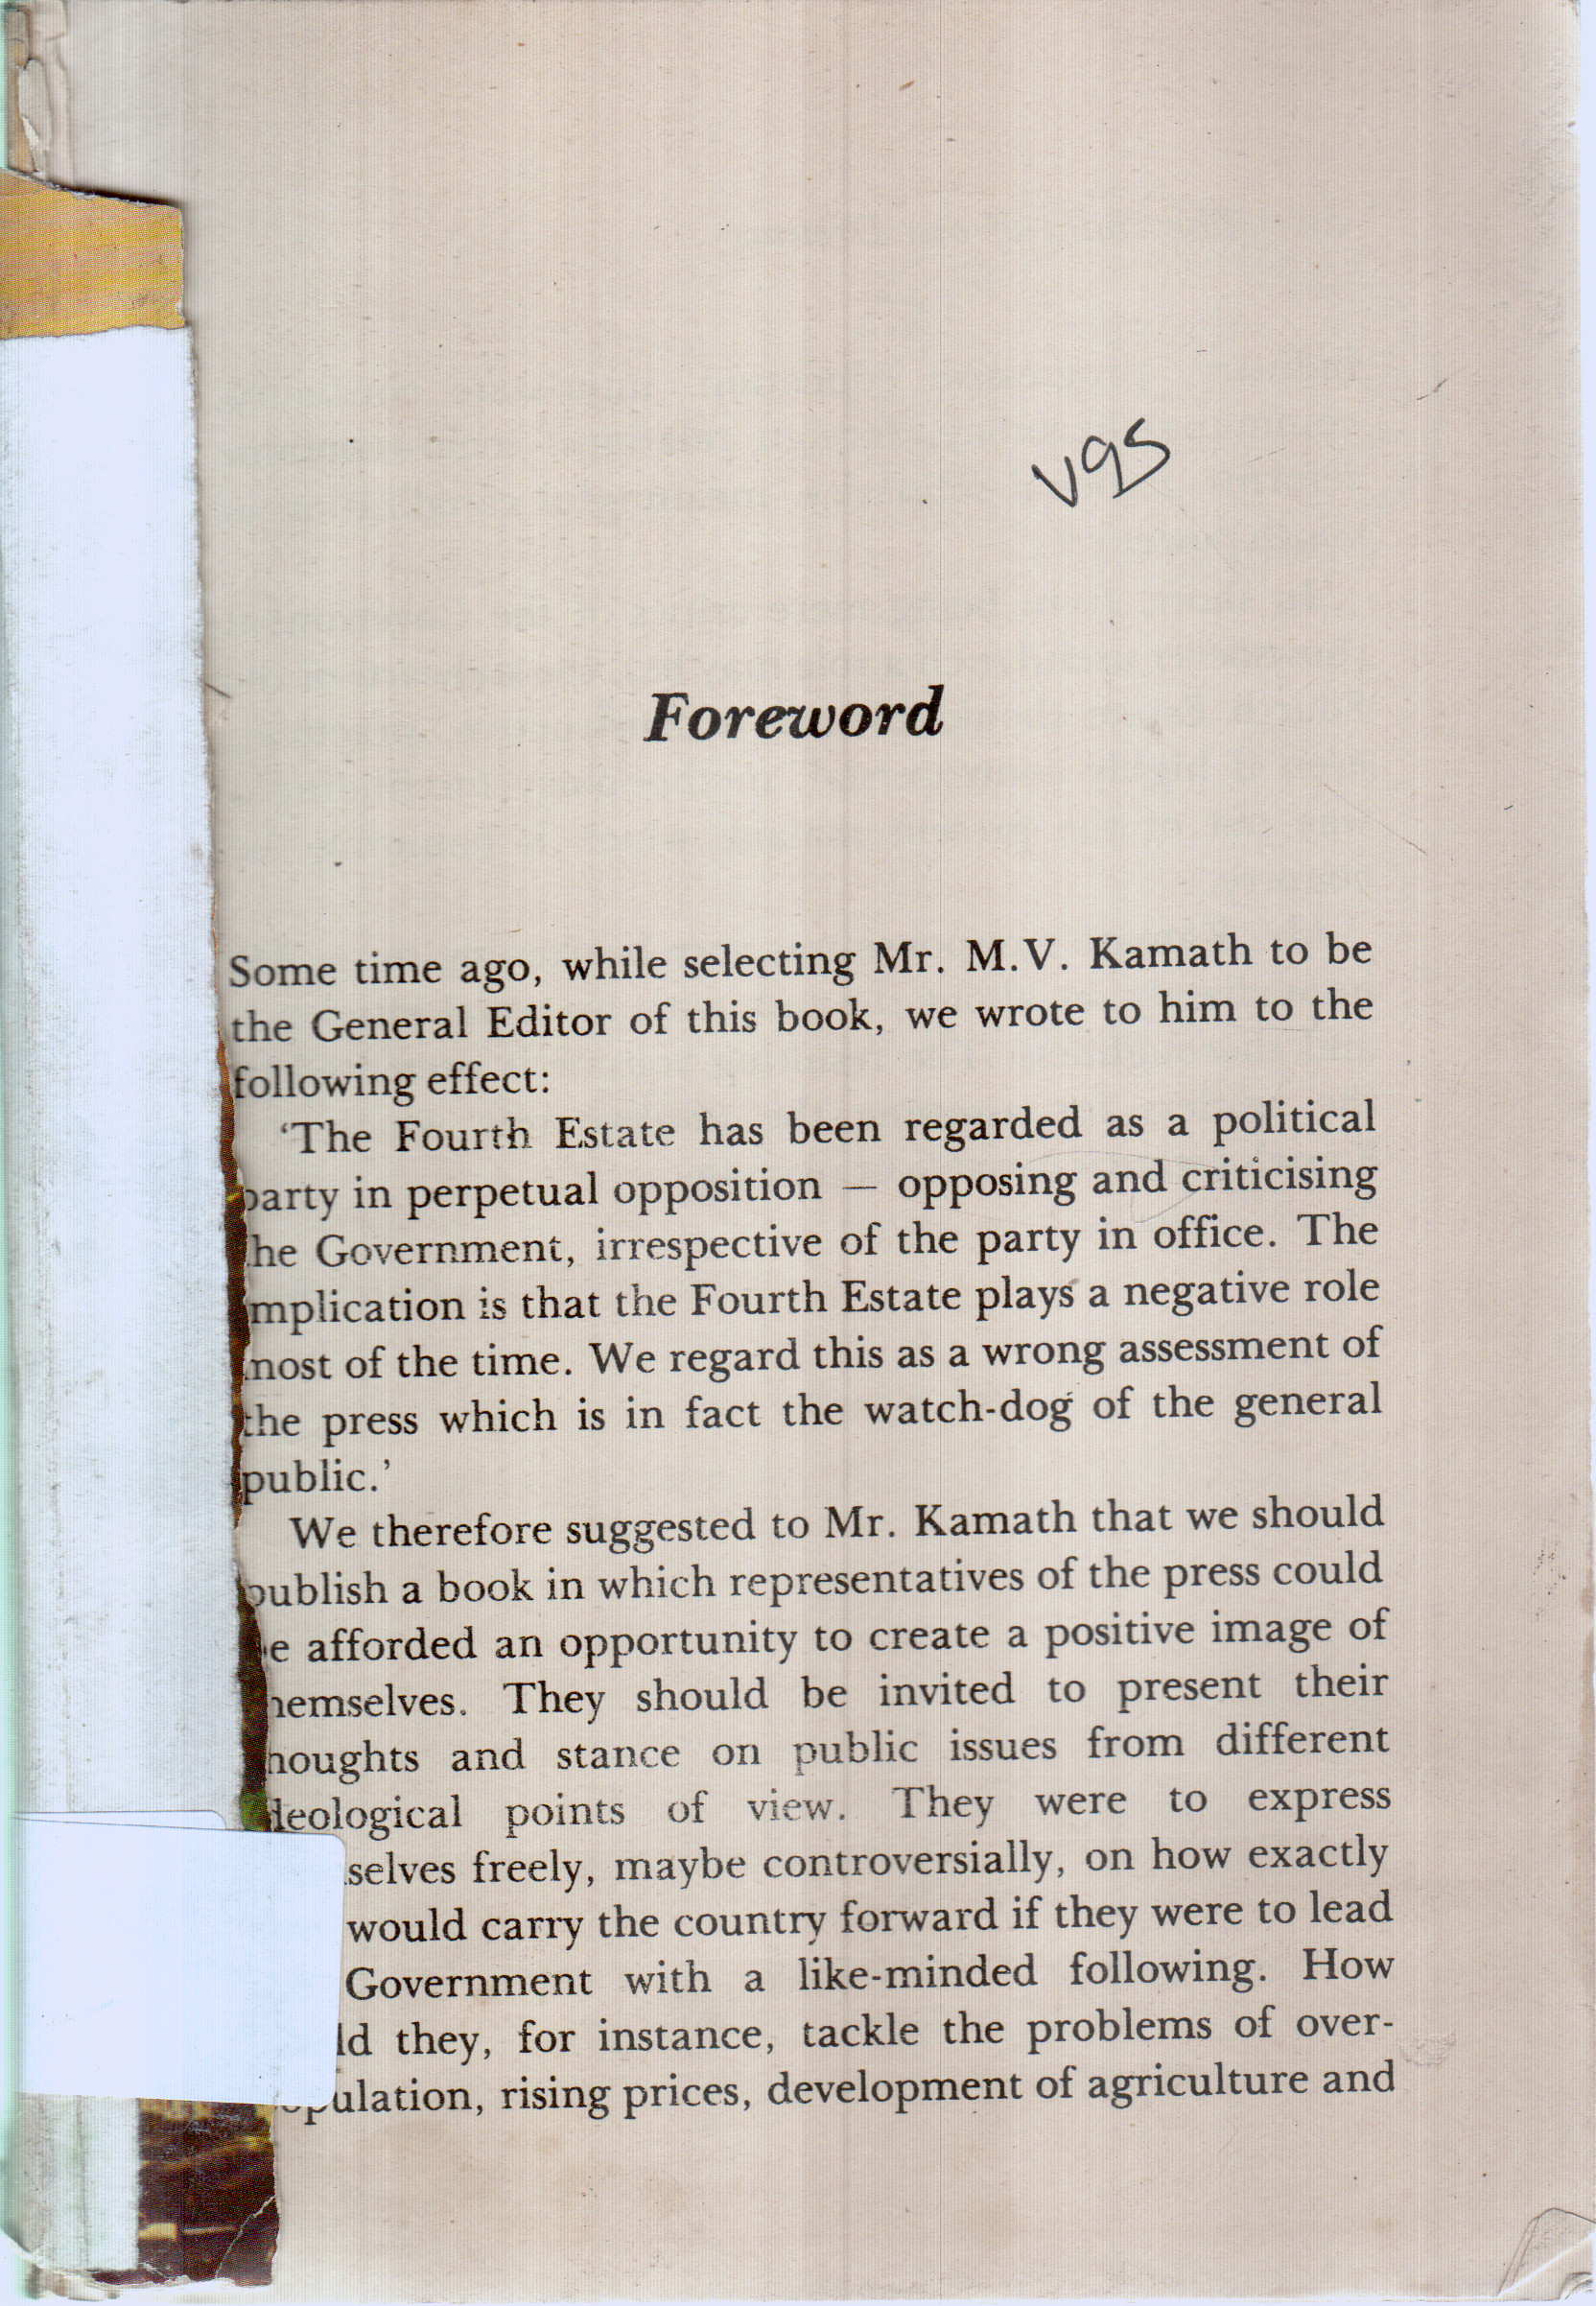 V95
Foreword
Some time ago, while selecting Mr. M.V. Kamath to be
the General Editor of this book, we wrote to him to the
following effect:
‘The Fourth Estate has been regarded as a political
party in perpetual opposition — opposing and criticising
he Government, irrespective of the party in office. The
mplication is that the Fourth Estate plays a negative role
most of the time. We regard this as a wrong assessment of
the press which is in fact the watch-dog of the general
public.’
We therefore suggested to Mr. Kamath that we should
publish a book in which representatives of the press could
e afforded an opportunity to create a positive image of
hemselves. They should be invited to present their
houghts and stance on public issues from different
deological points of view. They were to express
selves freely, maybe controversially, on how exactly
would carry the country forward if they were to lead
Government with a like-minded following. How
ld they, for instance, tackle the problems of over-
opulation, rising prices, development of agriculture and